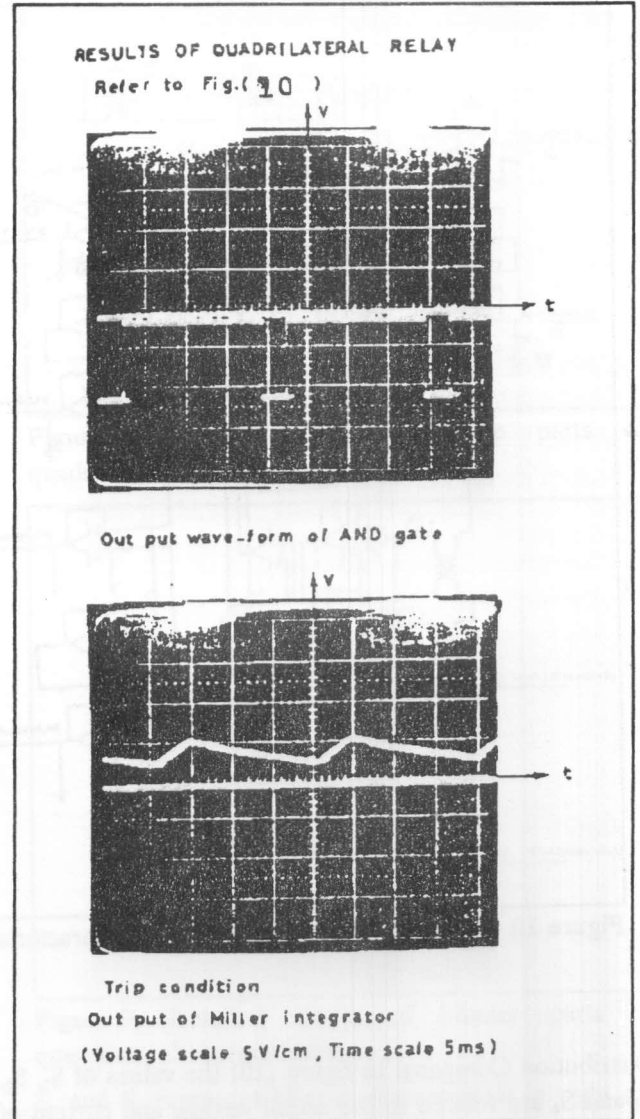 RESULTS OF QUADRILATERAL RELAY
Refer to Fig.(10)
V
t
Out put wave-form of AND gate
V
t
Trip condition
Out put of Miller integrator
(Voltage scale 5V/cm, Time scale 5ms)